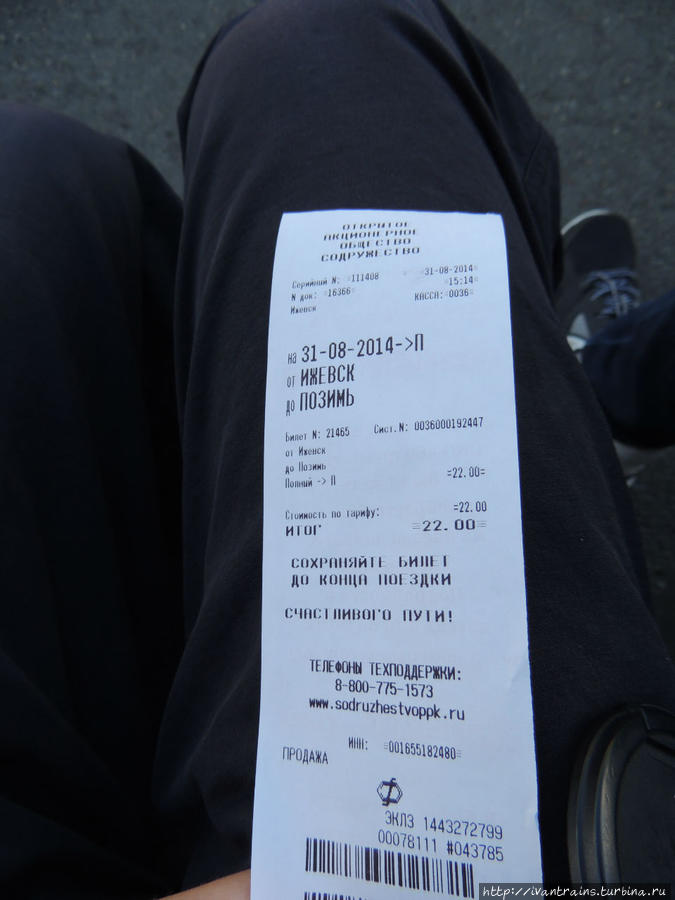 ОТКРЫТОЕ
АКЦИОНЕРНОЕ
ОБЩЕСТВО
СОДРУЖЕСТВО
Серийный N: =111408 =31-08-2014=
N док: =16366= =15:14=
Ижевск КАССА:=0036=
на 31-08-2014->П
от ИЖЕВСК
до ПОЗИМЬ
Билет N: 21465 Сист.N: 0036000192447
от Ижевск
до Позимь
Полный -> П =22.00=
Стоимость по тарифу: =22.00
ИТОГ =22.00=
СОХРАНЯЙТЕ БИЛЕТ
ДО КОНЦА ПОЕЗДКИ
СЧАСТЛИВОГО ПУТИ!
ТЕЛЕФОНЫ ТЕХПОДДЕРЖКИ:
8-800-775-1573
www.sodruzhestvoppk.ru
ИНН: =001655182480=
ПРОДАЖА
ЭКЛЗ 1443272799
00078111 #043785
http://ivantrains.turbina.ru/